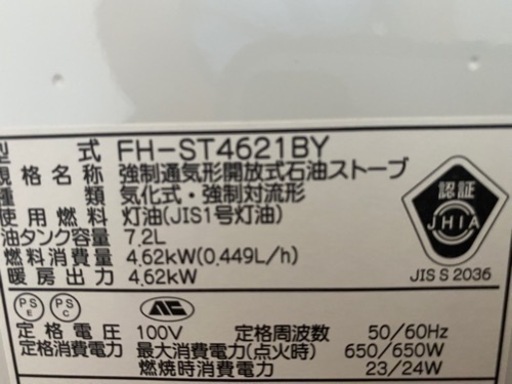 型式 FH-ST4621BY
規格名称 強制通気形開放式石油ストーブ
種類 気化式・強制対流形
使用燃料 灯油(JIS1号灯油)
油タンク容量 7.2L
燃料消費量 4.62kW(0.449L/h)
暖房出力 4.62kW
認証
JHIA
JIS S 2036
PS E PS C
定格電圧 100V 定格周波数 50/60Hz
定格消費電力 最大消費電力(点火時) 650/650W
燃焼時消費電力 23/24W